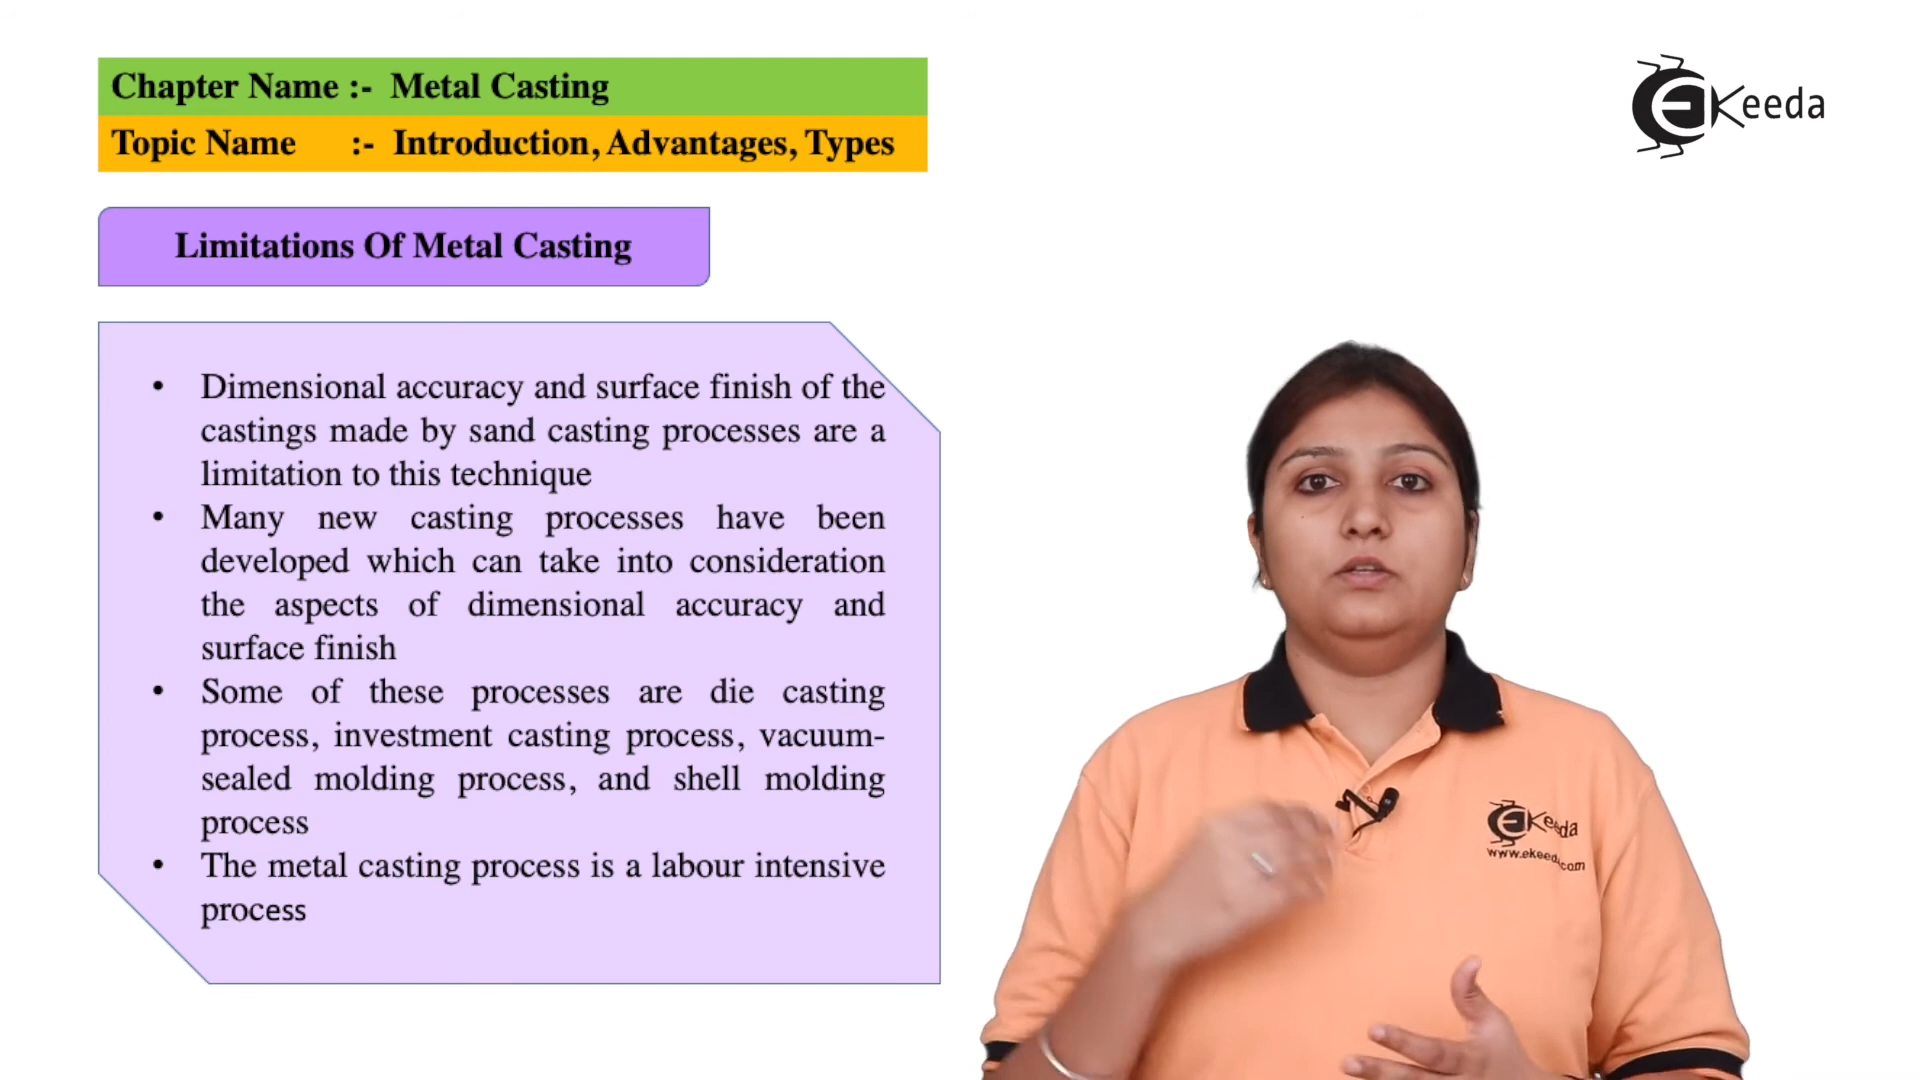 Chapter Name :- Metal Casting
Topic Name :- Introduction, Advantages, Types
EKeeda
Limitations Of Metal Casting
• Dimensional accuracy and surface finish of the
castings made by sand casting processes are a
limitation to this technique
• Many new casting processes have been
developed which can take into consideration
the aspects of dimensional accuracy and
surface finish
• Some of these processes are die casting
process, investment casting process, vacuum-
sealed molding process, and shell molding
process
• The metal casting process is a labour intensive
process
EKeeda
www.ekeeda.com